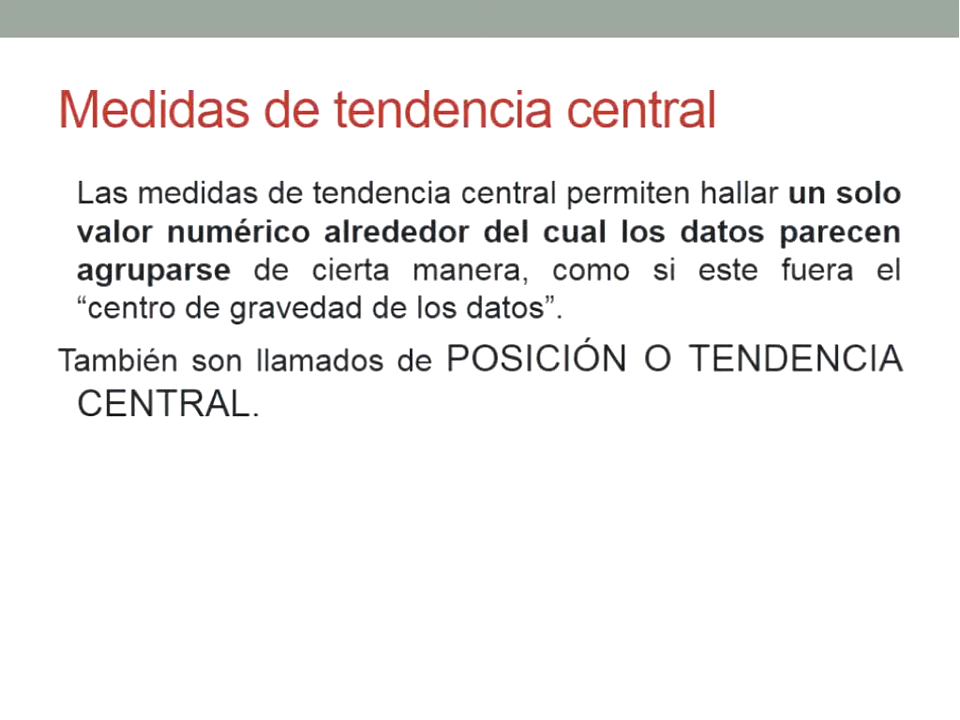 Medidas de tendencia central
Las medidas de tendencia central permiten hallar un solo
valor numérico alrededor del cual los datos parecen
agruparse de cierta manera, como si este fuera el
“centro de gravedad de los datos”.
También son llamados de POSICIÓN O TENDENCIA
CENTRAL.